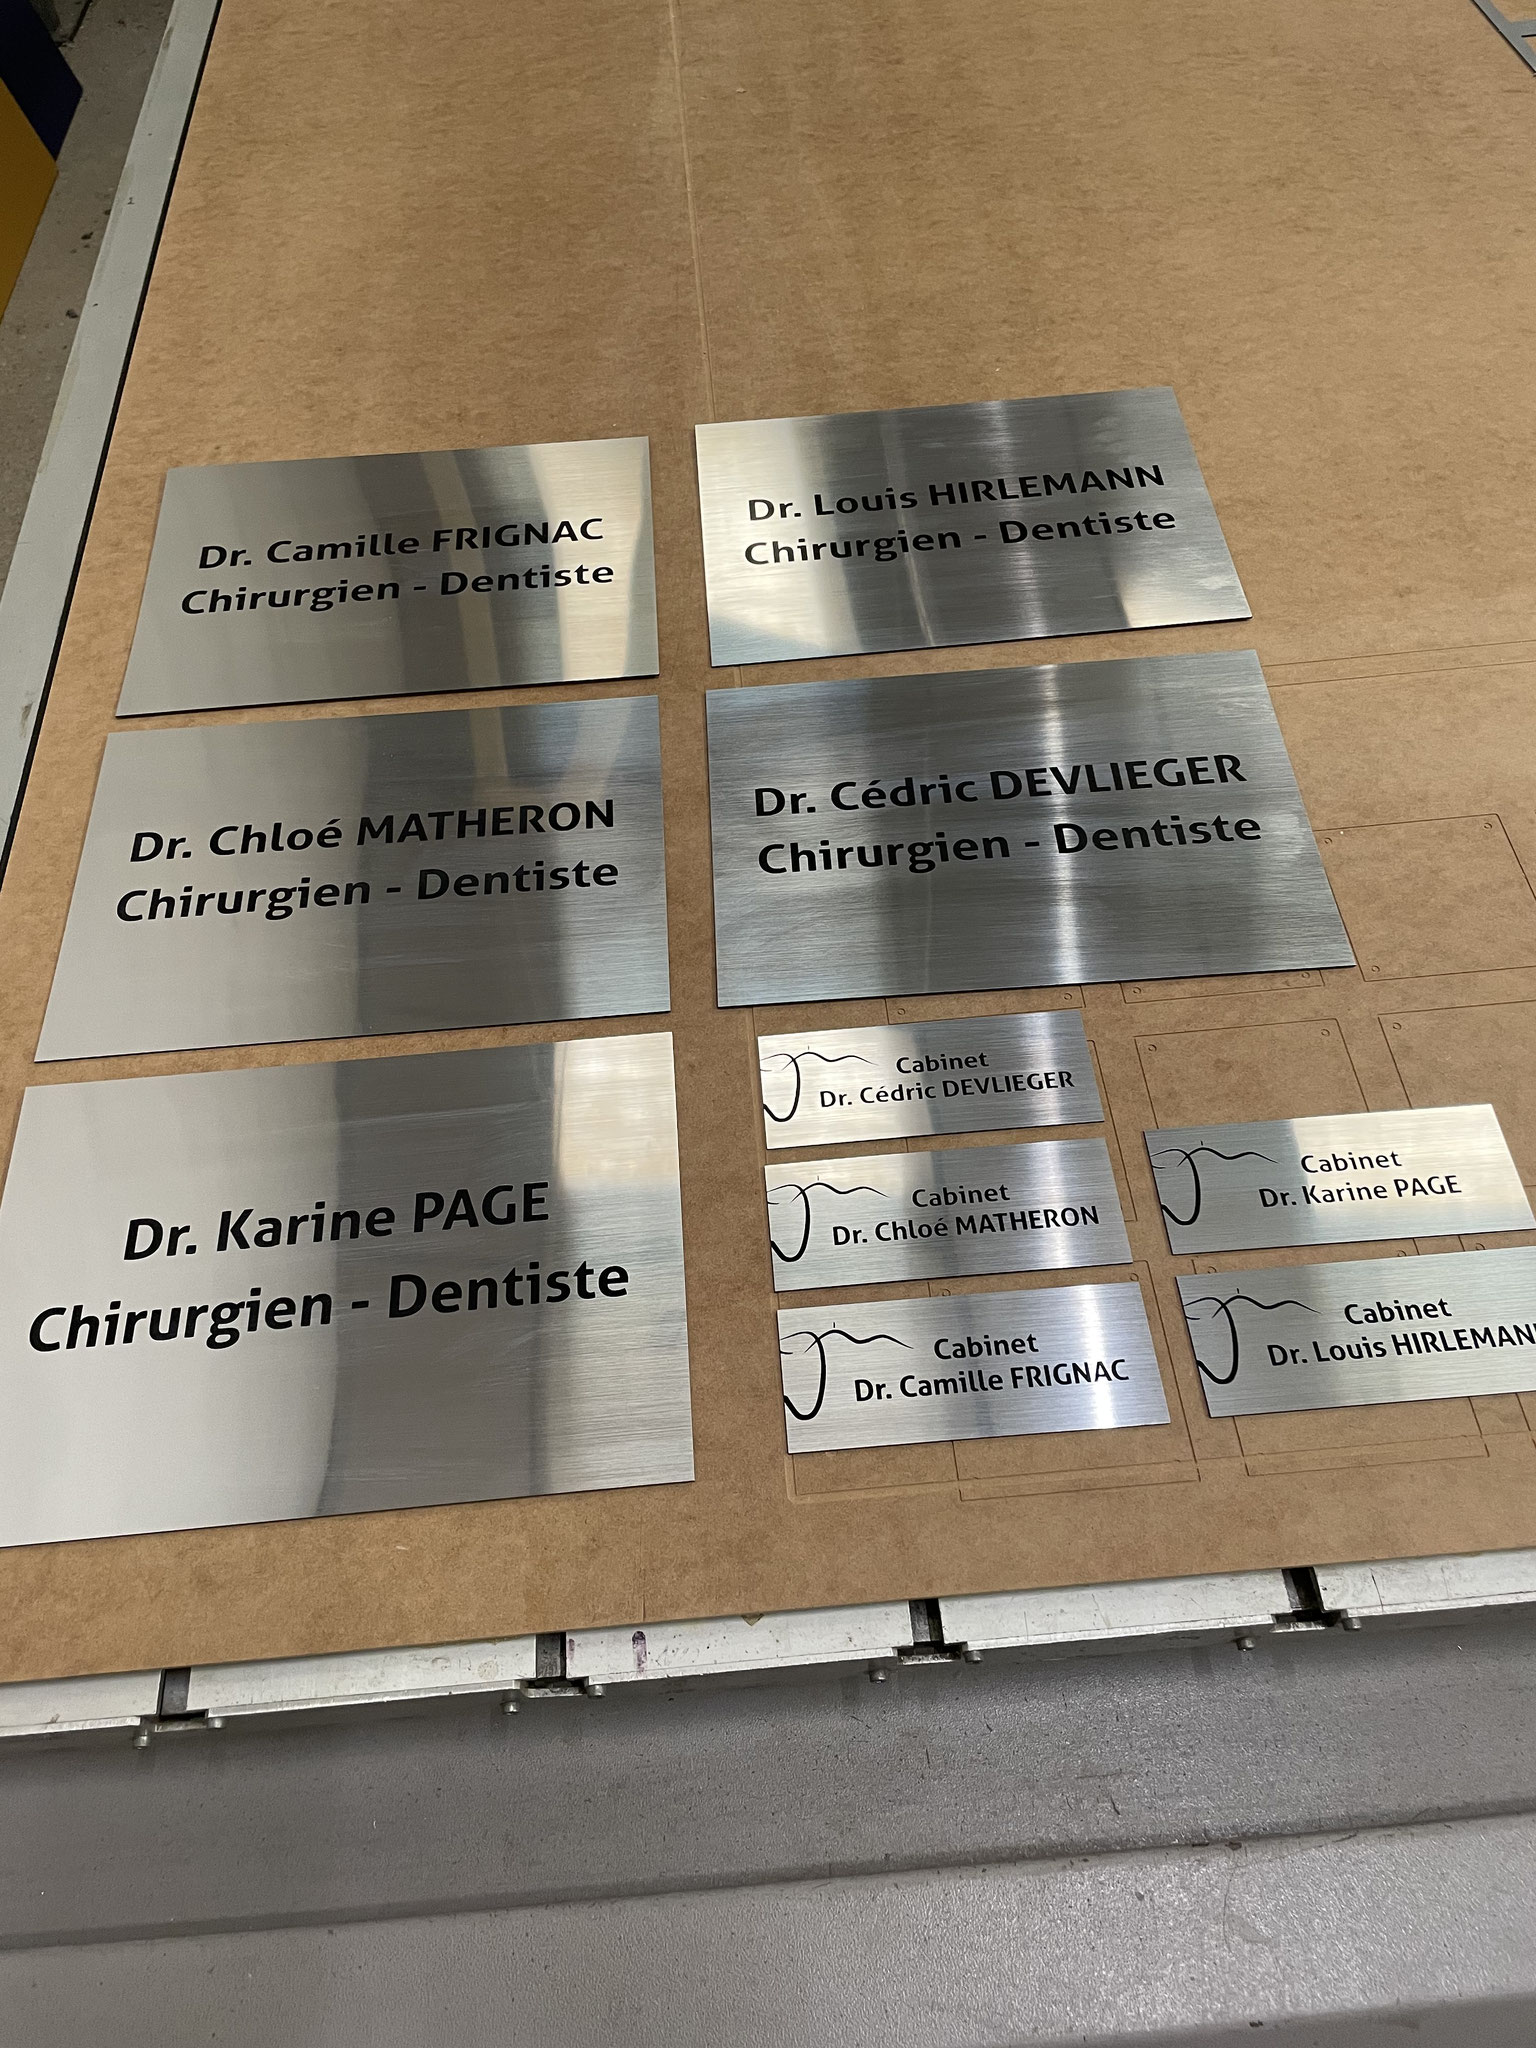 Dr. Camille FRIGNAC
Chirurgien - Dentiste
Dr. Louis HIRLEMANN
Chirurgien - Dentiste
Dr. Chloé MATHERON
Chirurgien - Dentiste
Dr. Cédric DEVLIEGER
Chirurgien - Dentiste
Dr. Karine PAGE
Chirurgien - Dentiste
Cabinet
Dr. Cédric DEVLIEGER
Cabinet
Dr. Chloé MATHERON
Cabinet
Dr. Camille FRIGNAC
Cabinet
Dr. Karine PAGE
Cabinet
Dr. Louis HIRLEMANN